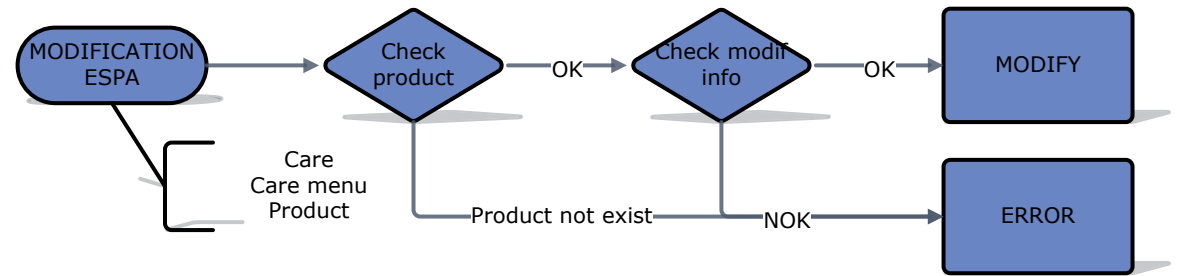 MODIFICATION
ESPA
Check
product
OK
Check modif
info
OK
MODIFY
Care
Care menu
Product
Product not exist
NOK
ERROR